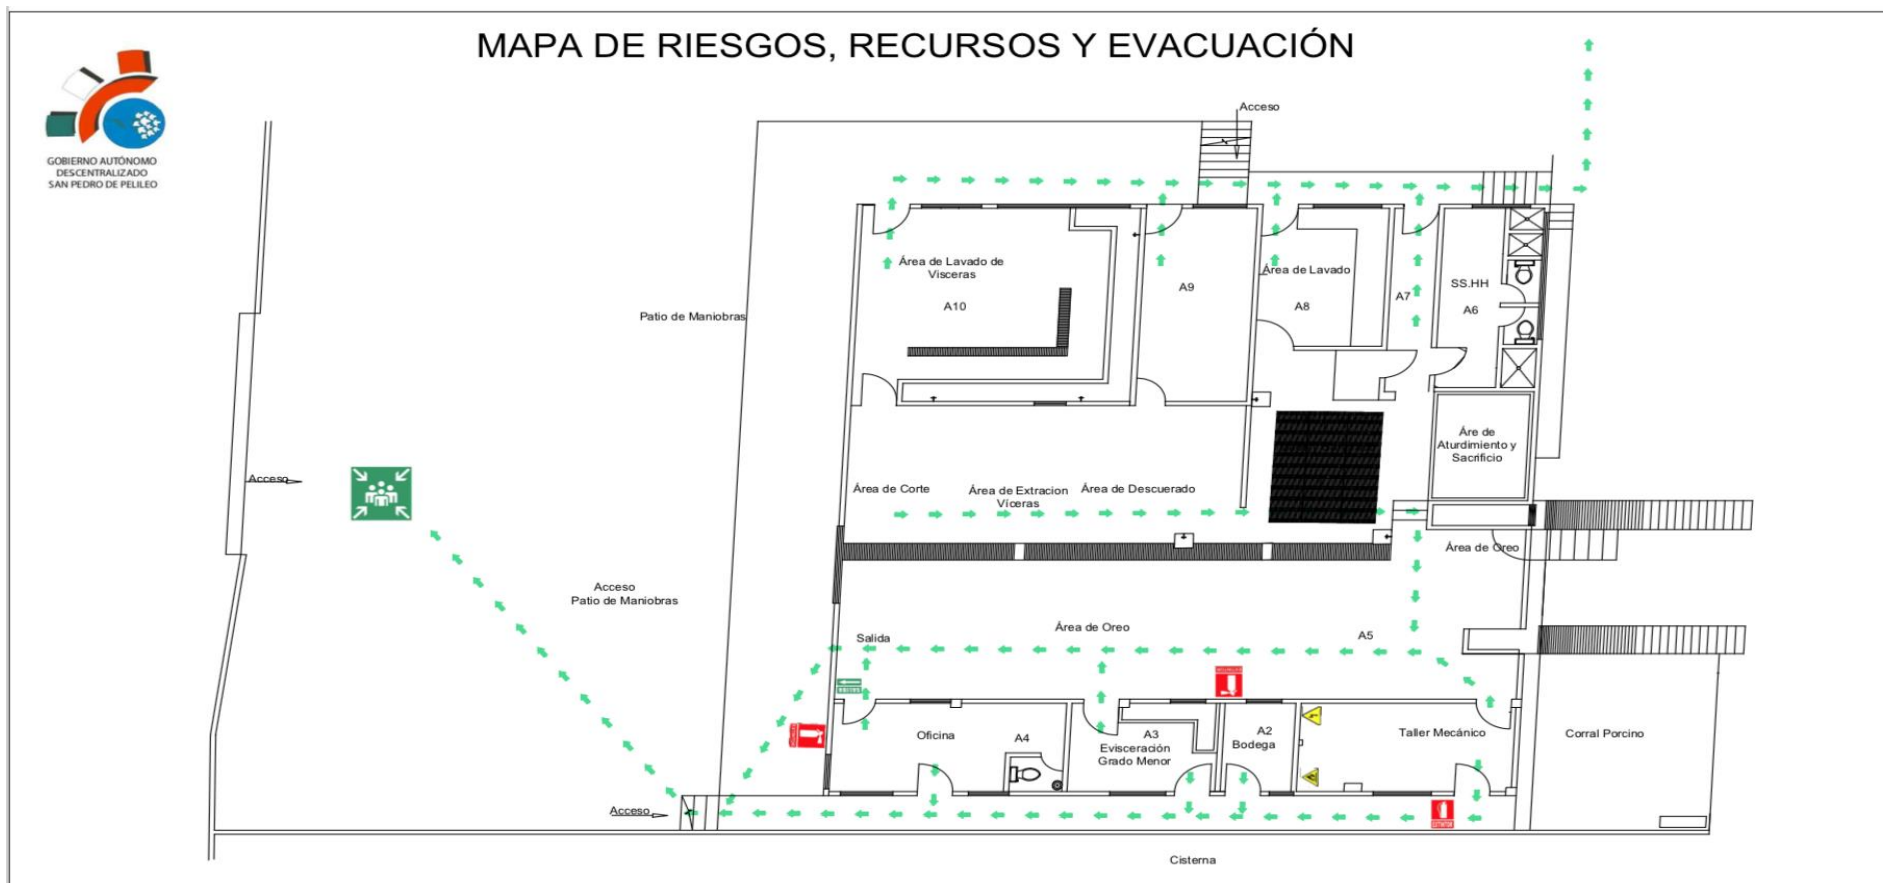 MAPA DE RIESGOS, RECURSOS Y EVACUACIÓN
GOBIERNO AUTÓNOMO
DESCENTRALIZADO
SAN PEDRO DE PELILEO
Acceso
Área de Lavado de
Visceras
A10
A9
Área de Lavado
A8
A7
SS.HH
A6
Patio de Maniobras
Áre de
Aturdimiento y
Sacrificio
Acceso
Área de Corte
Área de Extracion
Víceras
Área de Descuerado
Área de Oreo
Acceso
Patio de Maniobras
Salida
Área de Oreo
A5
Oficina
A4
A3
Evisceración
Grado Menor
A2
Bodega
Taller Mecánico
Corral Porcino
Acceso
Cisterna